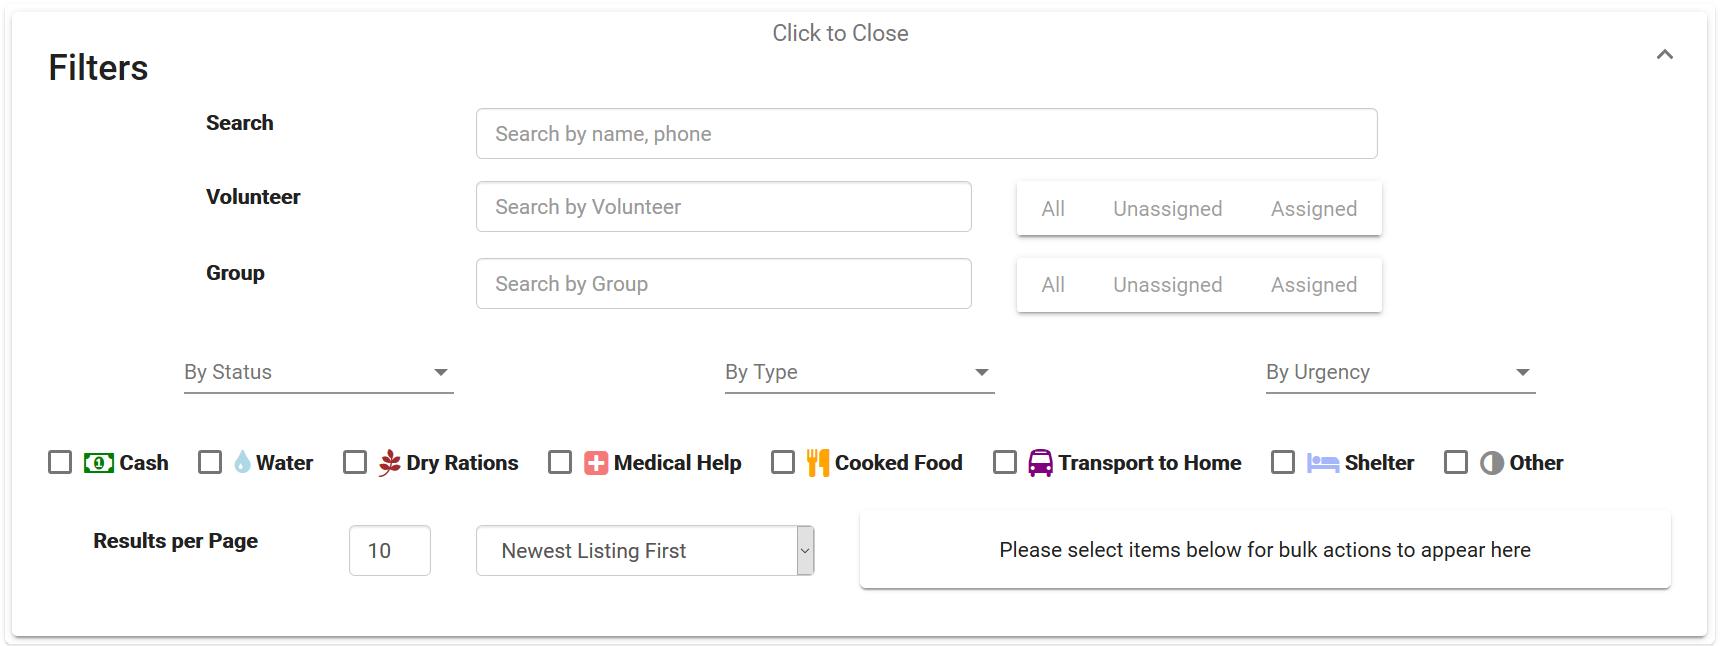 Click to Close
Filters
Search
Search by name, phone
Volunteer
Search by Volunteer
All Unassigned Assigned
Group
Search by Group
All Unassigned Assigned
By Status
By Type
By Urgency
1 Cash Water Dry Rations Medical Help Cooked Food Transport to Home Shelter Other
Results per Page
10
Newest Listing First
Please select items below for bulk actions to appear here